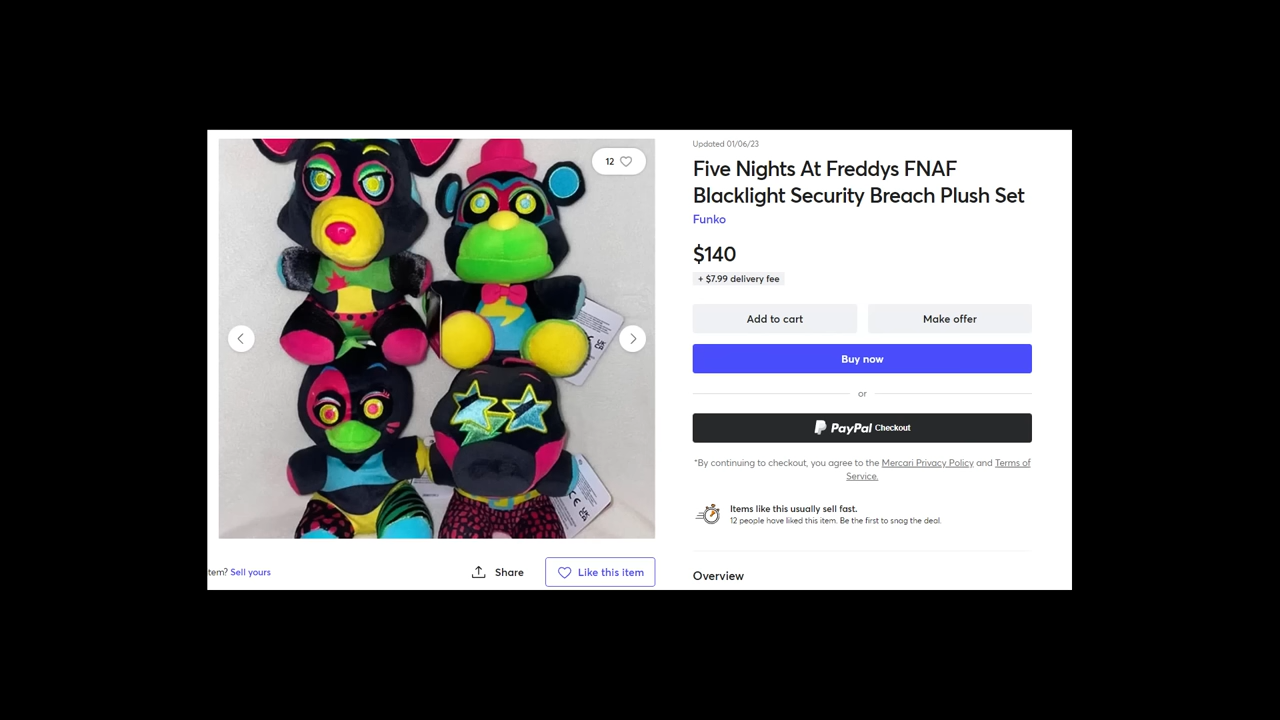 12
Updated 01/06/23
Five Nights At Freddys FNAF
Blacklight Security Breach Plush Set
Funko
$140
+ $7.99 delivery fee
Add to cart
Make offer
Buy now
or
PayPal Checkout
*By continuing to checkout, you agree to the Mercari Privacy Policy and Terms of
Service.
Items like this usually sell fast.
12 people have liked this item. Be the first to snag the deal.
tem? Sell yours
Share
Like this item
Overview